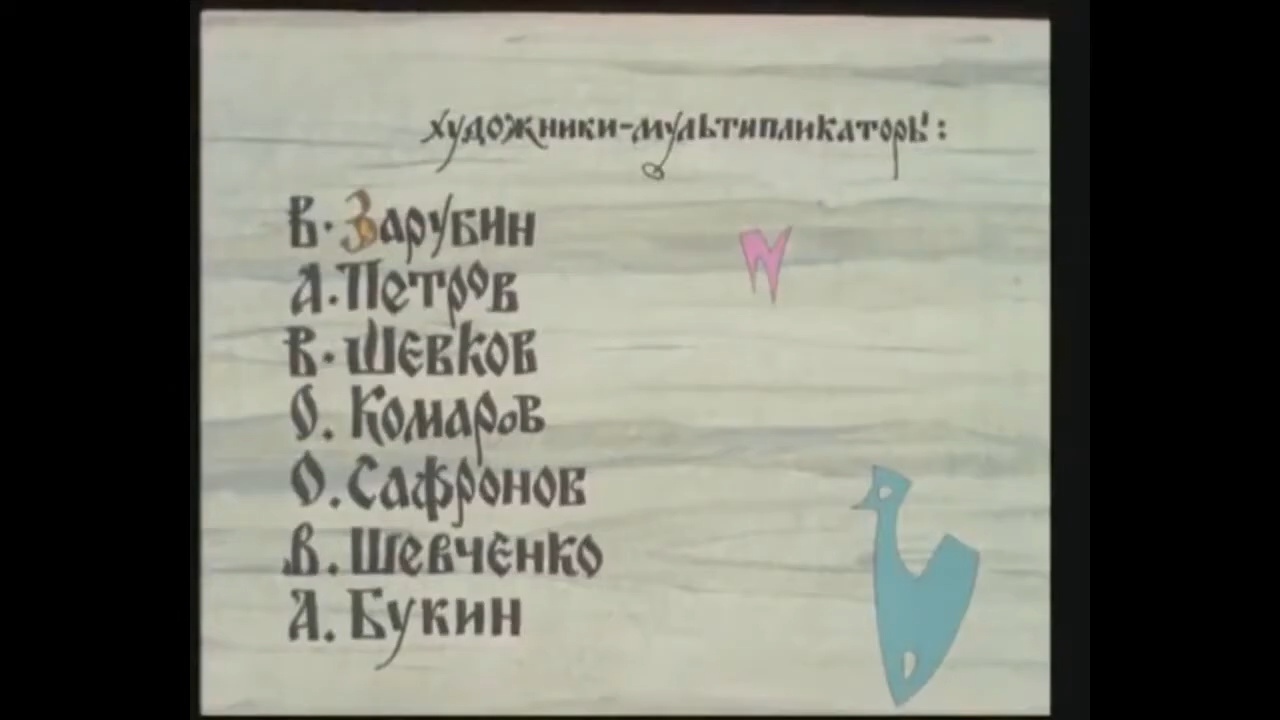 художники-мультипликаторы:
В. Зарубин
А. Петров
В. Шевков
О. Комаров
О. Сафронов
В. Шевченко
А. Букин